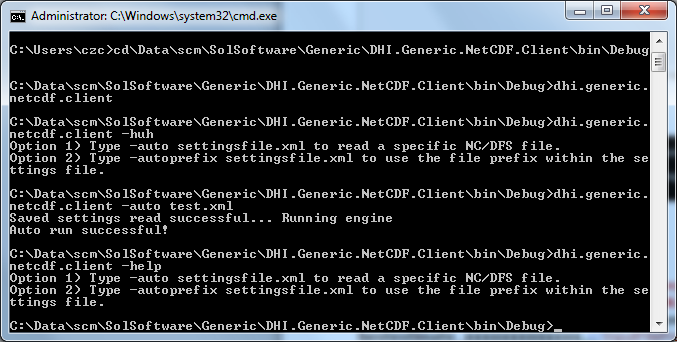 Administrator: C:\Windows\system32\cmd.exe
C:\Users\czc>cd\Data\scm\SolSoftware\Generic\DHI.Generic.NetCDF.Client\bin\Debug
C:\Data\scm\SolSoftware\Generic\DHI.Generic.NetCDF.Client\bin\Debug>dhi.generic.
netcdf.client
C:\Data\scm\SolSoftware\Generic\DHI.Generic.NetCDF.Client\bin\Debug>dhi.generic.
netcdf.client -huh
Option 1) Type -auto settingsfile.xml to read a specific NC/DFS file.
Option 2) Type -autoprefix settingsfile.xml to use the file prefix within the se
ttings file.
C:\Data\scm\SolSoftware\Generic\DHI.Generic.NetCDF.Client\bin\Debug>dhi.generic.
netcdf.client -auto test.xml
Saved settings read successful... Running engine
Auto run successful!
C:\Data\scm\SolSoftware\Generic\DHI.Generic.NetCDF.Client\bin\Debug>dhi.generic.
netcdf.client -help
Option 1) Type -auto settingsfile.xml to read a specific NC/DFS file.
Option 2) Type -autoprefix settingsfile.xml to use the file prefix within the se
ttings file.
C:\Data\scm\SolSoftware\Generic\DHI.Generic.NetCDF.Client\bin\Debug>_